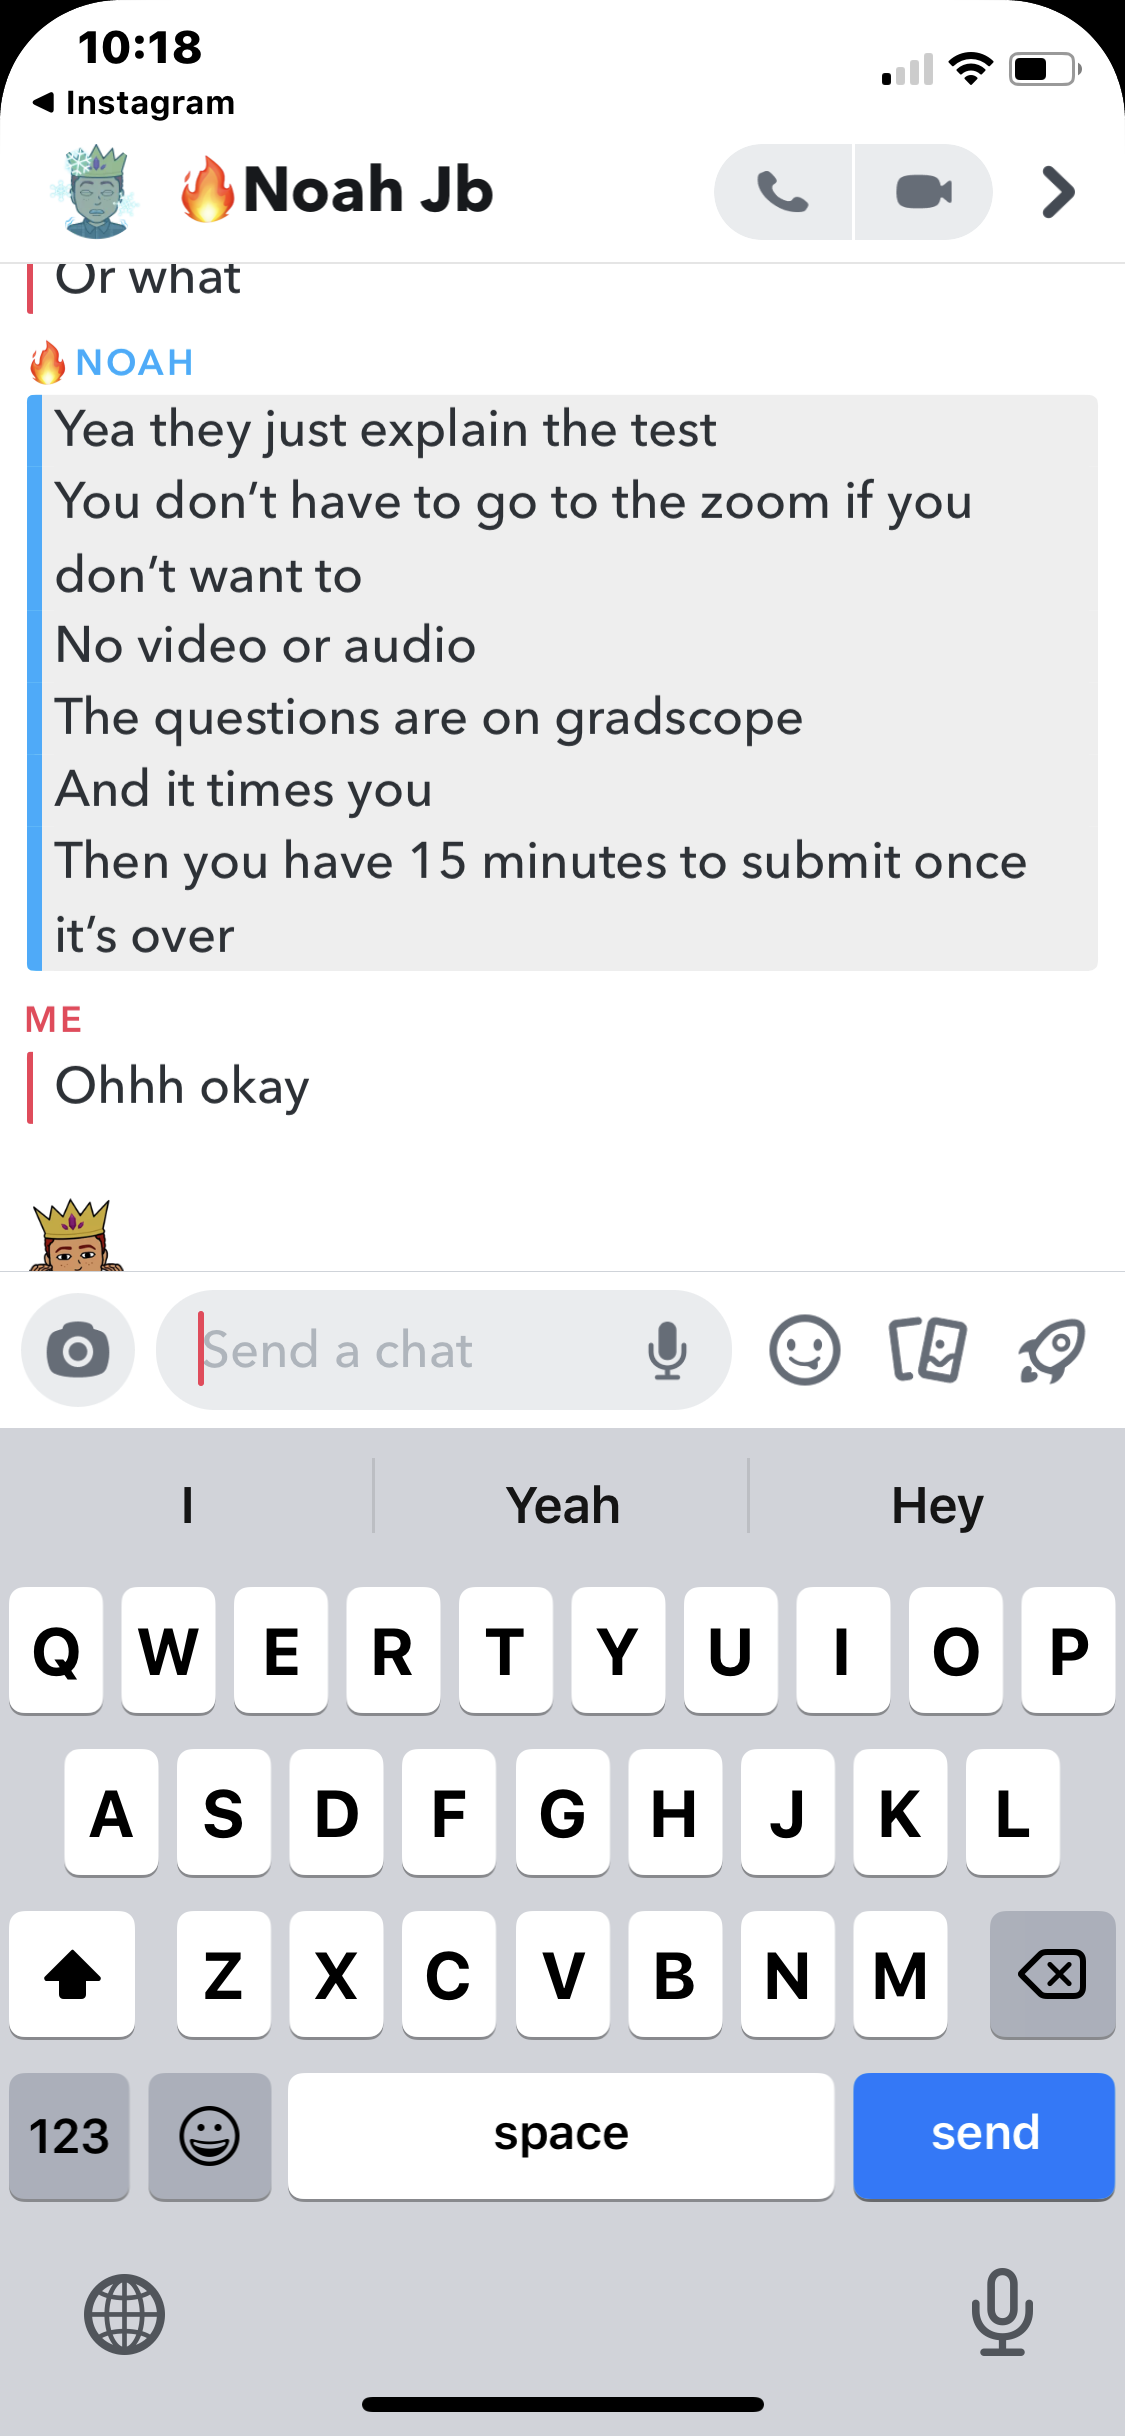 10:18
◀ Instagram
🔥Noah Jb
Or what
🔥NOAH
Yea they just explain the test
You don’t have to go to the zoom if you
don’t want to
No video or audio
The questions are on gradscope
And it times you
Then you have 15 minutes to submit once
it’s over
ME
Ohhh okay
Send a chat
I Yeah Hey
Q W E R T Y U I O P
A S D F G H J K L
Z X C V B N M
123 space send